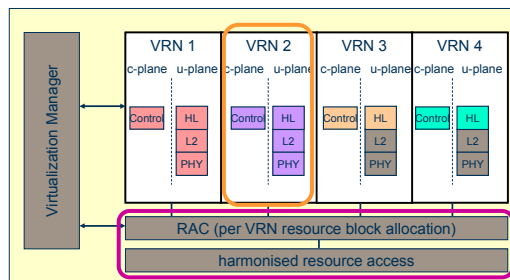 Virtualization Manager
VRN 1
c-plane u-plane
Control HL
L2
PHY
VRN 2
c-plane u-plane
Control HL
L2
PHY
VRN 3
c-plane u-plane
Control HL
L2
PHY
VRN 4
c-plane u-plane
Control HL
L2
PHY
RAC (per VRN resource block allocation)
harmonised resource access